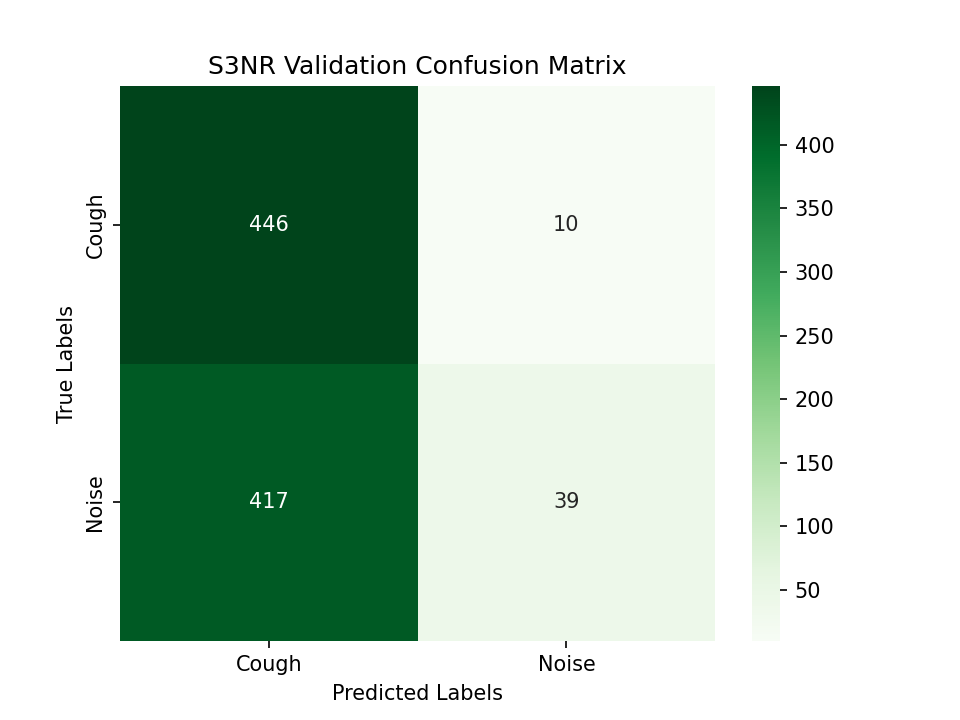 S3NR Validation Confusion Matrix
Cough
Noise
True Labels
446
10
417
39
Cough
Noise
Predicted Labels
400
350
300
250
200
150
100
50